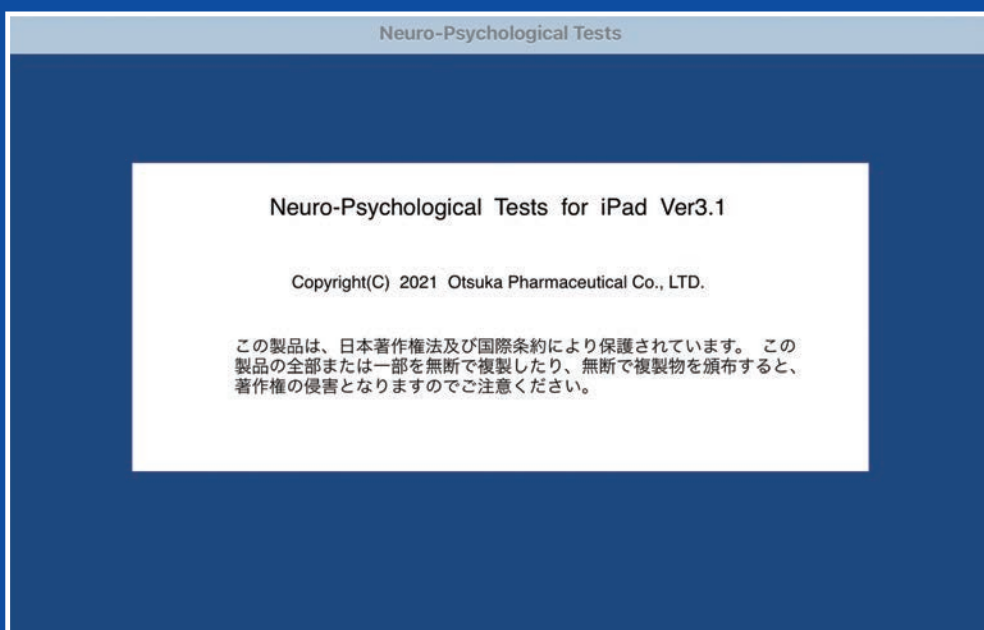 Neuro-Psychological Tests
Neuro-Psychological Tests for iPad Ver3.1
Copyright(C) 2021 Otsuka Pharmaceutical Co., LTD.
この製品は、日本著作権法及び国際条約により保護されています。 この
製品の全部または一部を無断で複製したり、無断で複製物を頒布すると、
著作権の侵害となりますのでご注意ください。